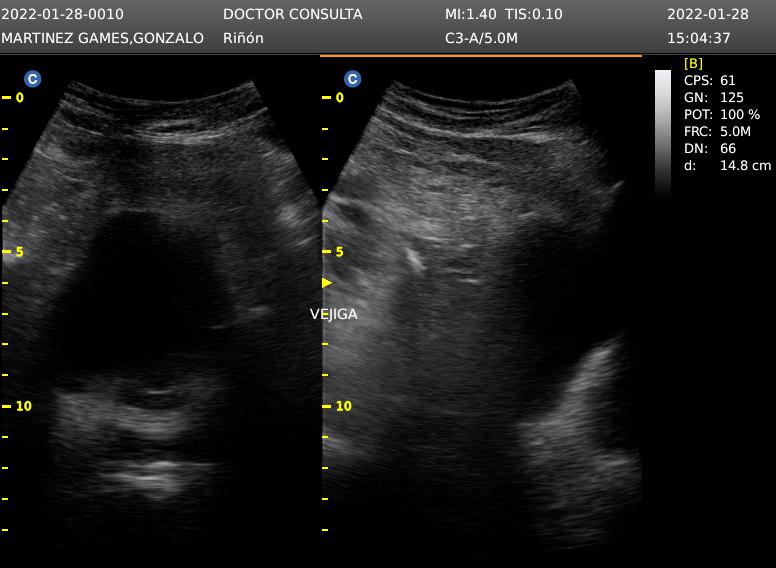 2022-01-28-0010 DOCTOR CONSULTA MI:1.40 TIS:0.10 2022-01-28
MARTINEZ GAMES,GONZALO Riñón C3-A/5.0M 15:04:37
[B]
CPS: 61
GN: 125
POT: 100 %
FRC: 5.0M
DN: 66
d: 14.8 cm
C
0
5
10
C
0
5
10
VEJIGA